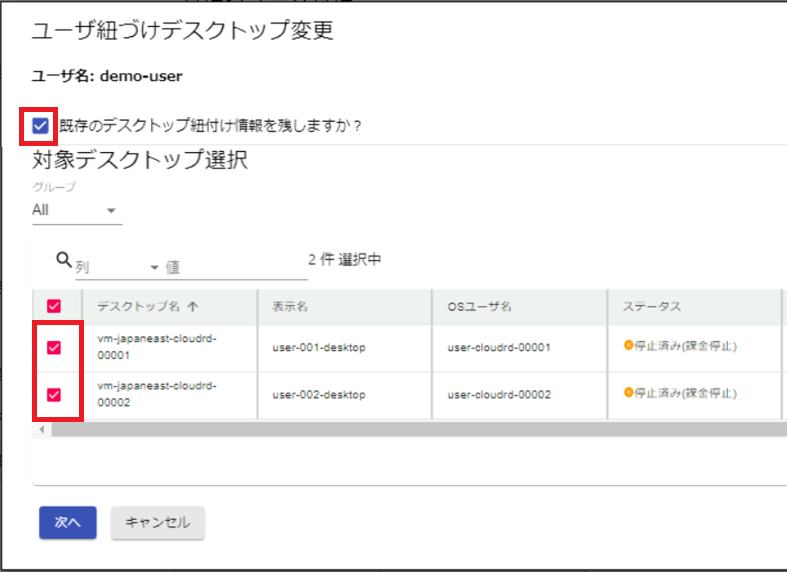 ユーザ紐づけデスクトップ変更
ユーザ名: demo-user
既存のデスクトップ紐付け情報を残しますか？
対象デスクトップ選択
グループ
All
列 値 2 件 選択中
デスクトップ名 ↑ 表示名 OSユーザ名 ステータス
vm-japaneast-cloudrd-
00001 user-001-desktop user-cloudrd-00001 停止済み(課金停止)
vm-japaneast-cloudrd-
00002 user-002-desktop user-cloudrd-00002 停止済み(課金停止)
次へ キャンセル